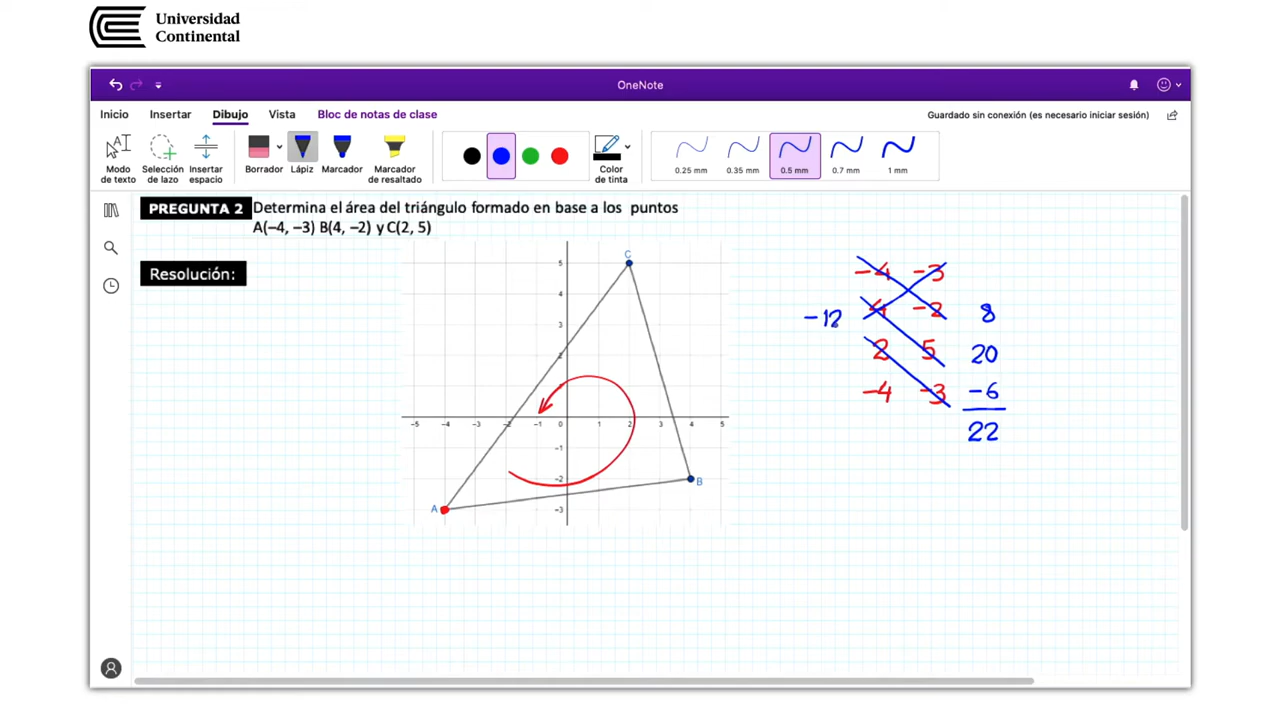 Universidad
Continental
OneNote
Inicio Insertar Dibujo Vista Bloc de notas de clase
Guardado sin conexión (es necesario iniciar sesión)
Modo de texto
Selección de lazo
Insertar espacio
Borrador
Lápiz
Marcador
Marcador de resaltado
Color de tinta
0.25 mm 0.35 mm 0.5 mm 0.7 mm 1 mm
PREGUNTA 2 Determina el área del triángulo formado en base a los puntos
A(−4, −3) B(4, −2) y C(2, 5)
Resolución:
C
5
4
3
2
1
0
-5 -4 -3 -2 -1 1 2 3 4 5
-1
-2
-3
A
B
-4 -3
-12 4 -2 8
2 5 20
-4 -3 -6
22